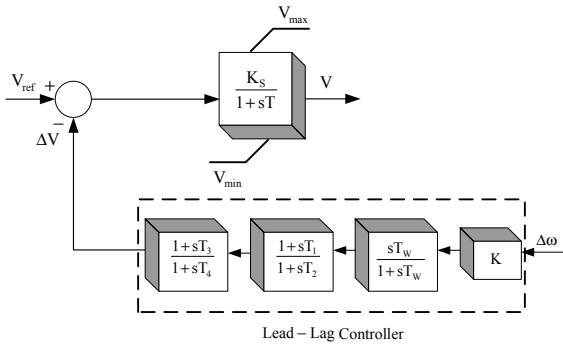 V_max
V_ref + K_S / 1 + sT V
−
ΔV
V_min
1 + sT_3 / 1 + sT_4 1 + sT_1 / 1 + sT_2 sT_W / 1 + sT_W K Δω
Lead – Lag Controller